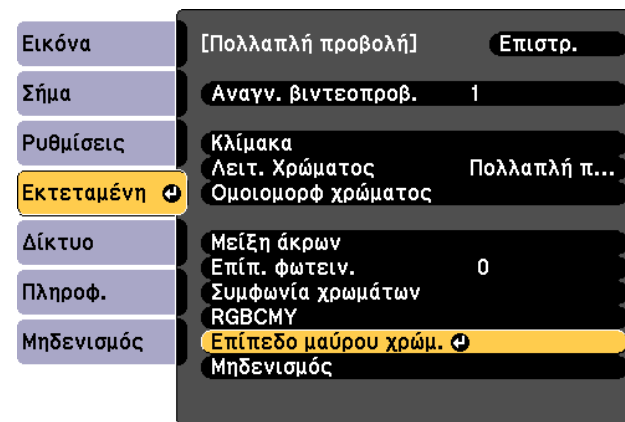 Εικόνα
Σήμα
Ρυθμίσεις
Εκτεταμένη
Δίκτυο
Πληροφ.
Μηδενισμός
[Πολλαπλή προβολή] Επιστρ.
Αναγν. βιντεοπροβ. 1
Κλίμακα
Λειτ. Χρώματος Πολλαπλή π...
Ομοιομορφ χρώματος
Μείξη άκρων
Επίπ. φωτειν. 0
Συμφωνία χρωμάτων
RGBCMY
Επίπεδο μαύρου χρώμ.
Μηδενισμός